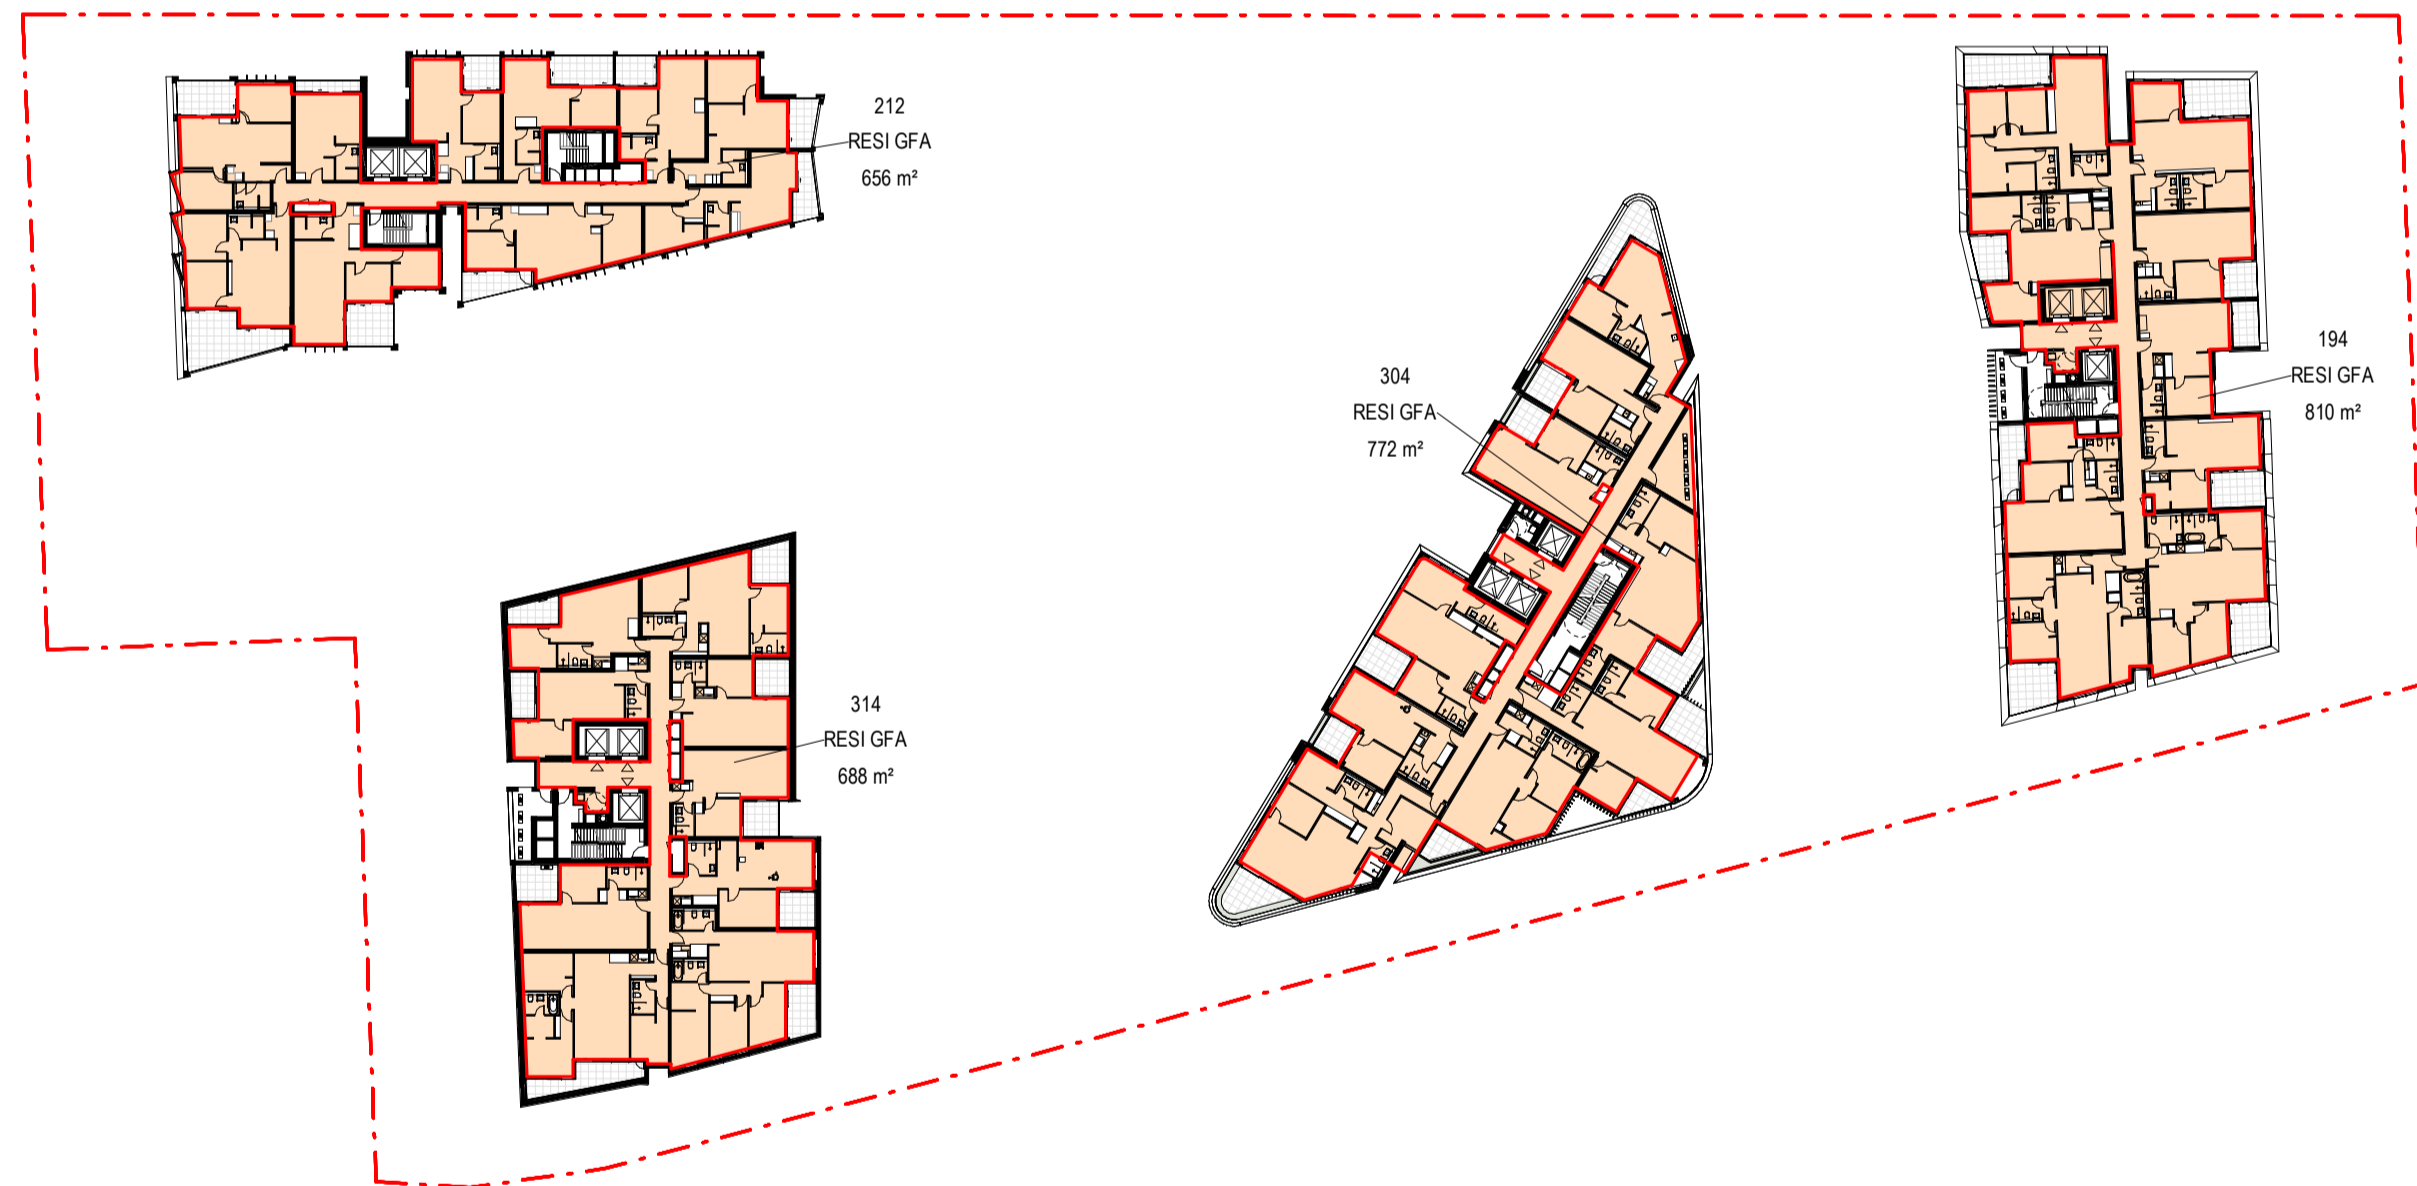 212
RESI GFA
656 m²
304
RESI GFA
772 m²
194
RESI GFA
810 m²
314
RESI GFA
688 m²